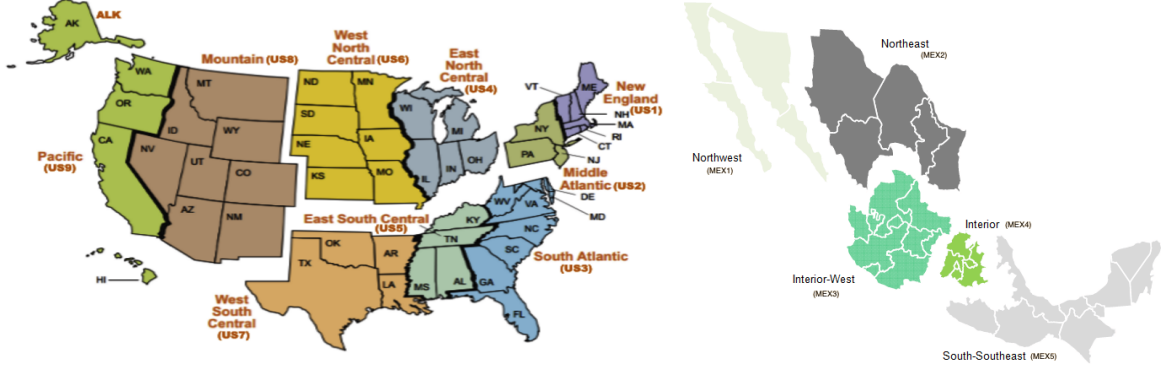 AK
ALK
WA
OR
CA
Pacific
(US9)
HI
Mountain (US8)
MT
ID
WY
NV
UT
CO
AZ
NM
West
North
Central (US6)
ND
MN
SD
IA
NE
KS
MO
East
North
Central
(US4)
WI
MI
IL
IN
OH
New
England
(US1)
VT
ME
NH
MA
RI
CT
NY
PA
NJ
Middle
Atlantic (US2)
DE
MD
East South Central
(US5)
KY
TN
MS
AL
WV
VA
NC
SC
GA
FL
South Atlantic
(US3)
OK
TX
AR
LA
West
South
Central
(US7)
Northwest
(MEX1)
Northeast
(MEX2)
Interior-West
(MEX3)
Interior (MEX4)
South-Southeast (MEX5)